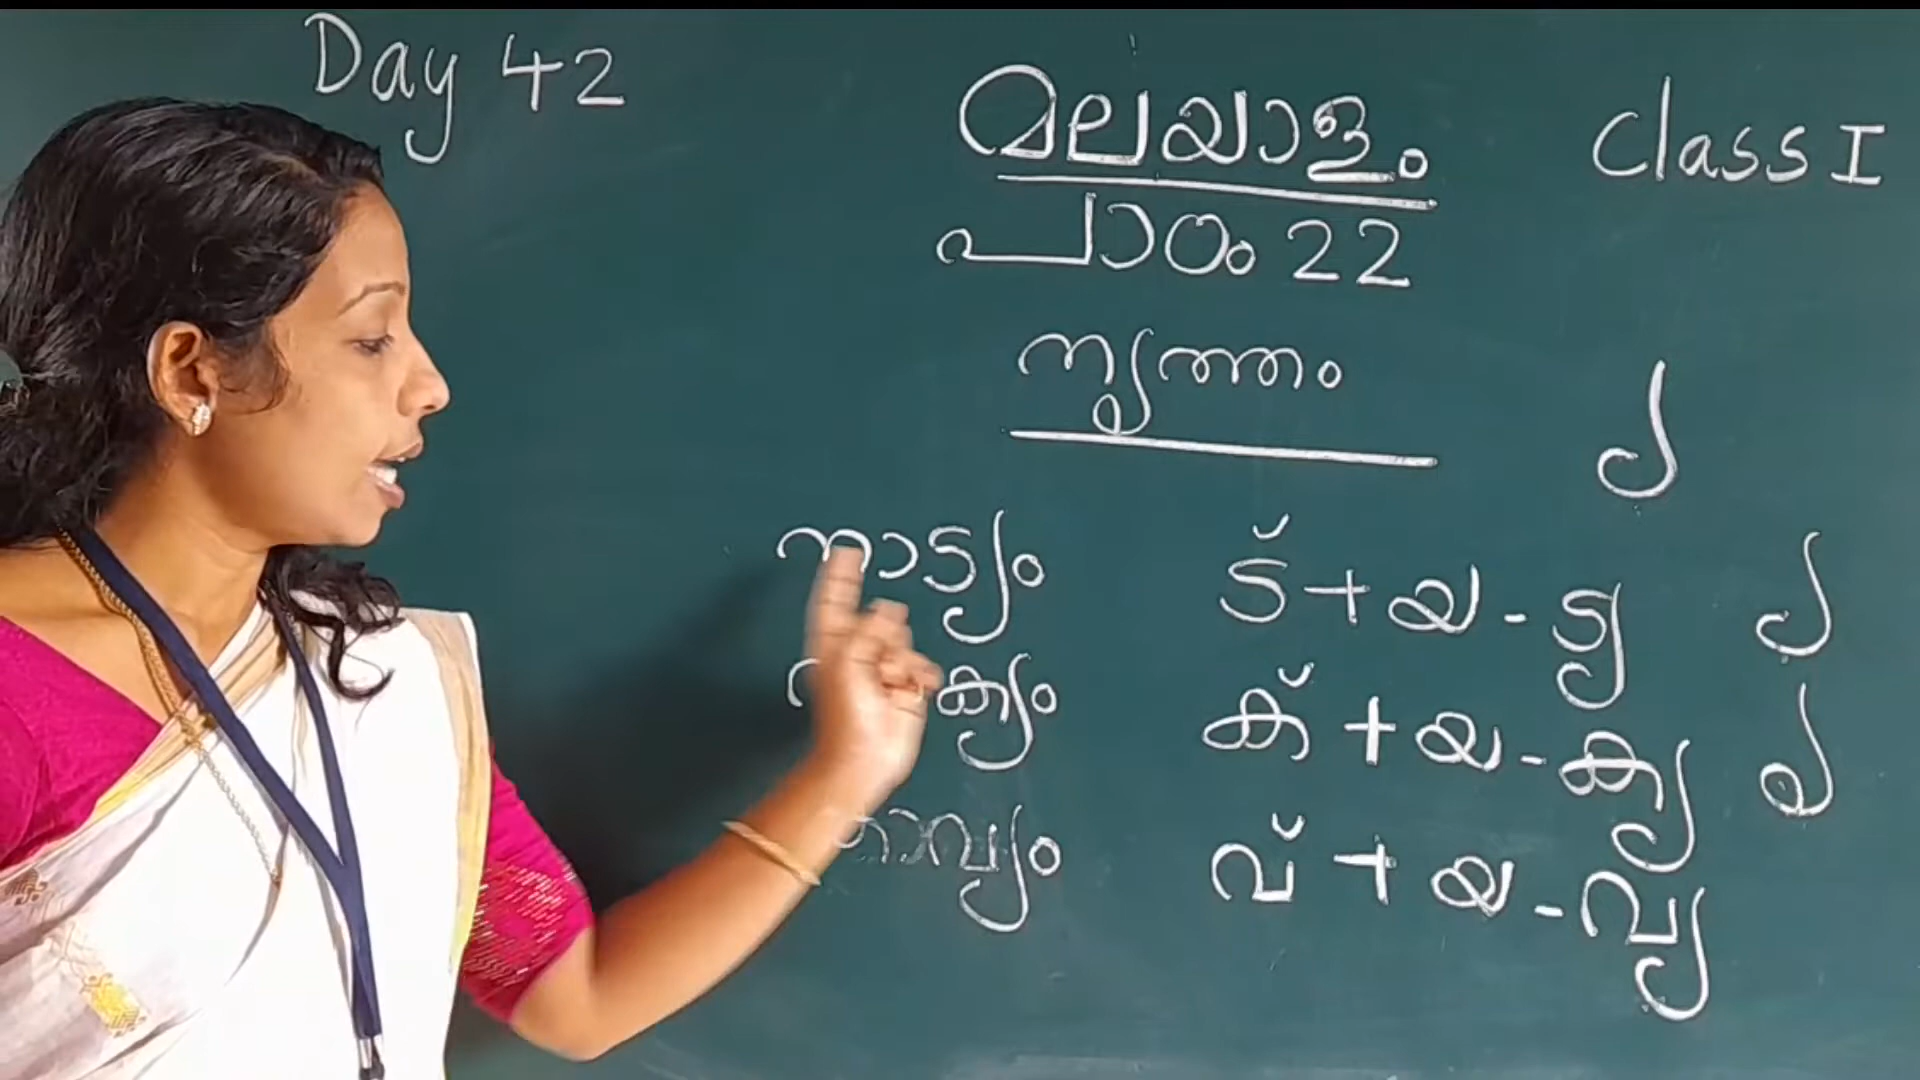 Day 42
മലയാളം
Class I
പാഠം 22
നൃത്തം
്യ
നാട്യം ട് + യ - ട്യ ്യ
ക് + യ - ക്യ ്യ
വ് + യ - വ്യ